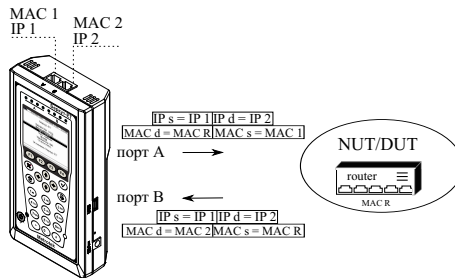 MAC 1 MAC 2
IP 1 IP 2
IP s = IP 1 IP d = IP 2
MAC d = MAC R MAC s = MAC 1
порт A
NUT/DUT
router
MAC R
порт B
IP s = IP 1 IP d = IP 2
MAC d = MAC 2 MAC s = MAC R